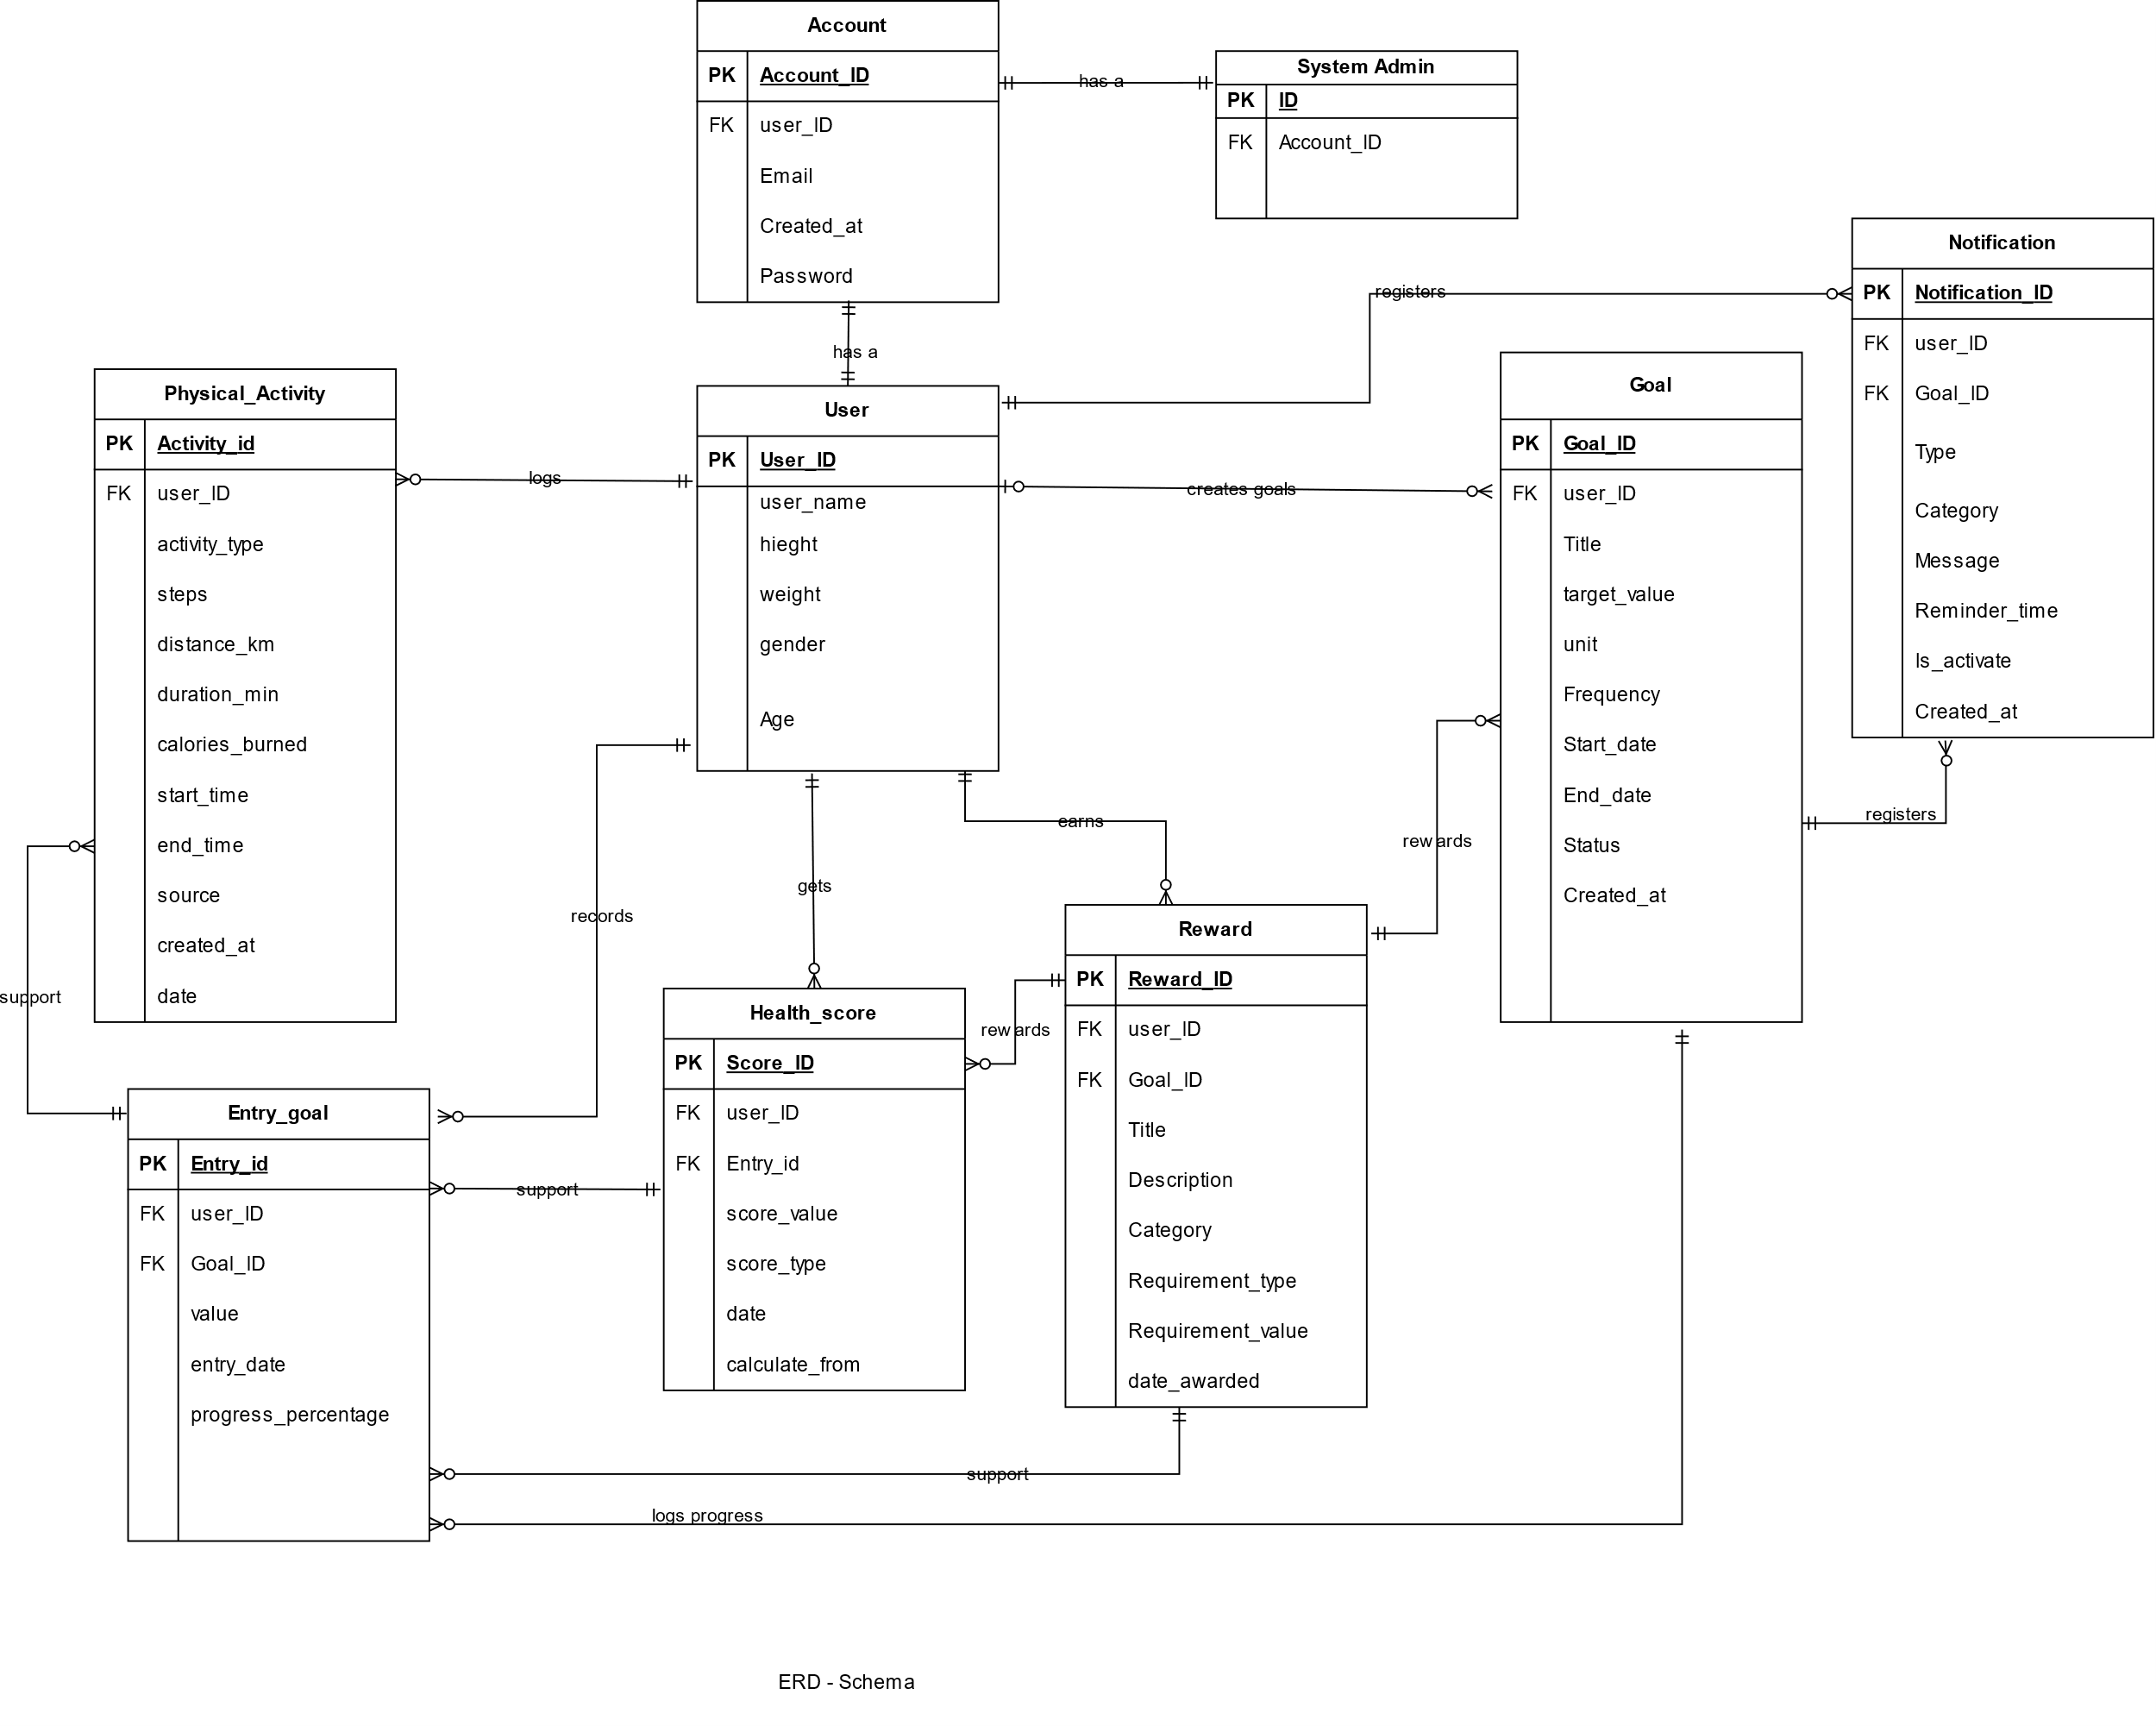 Account
PK Account_ID
FK user_ID
Email
Created_at
Password
has a
System Admin
PK ID
FK Account_ID
has a
registers
Notification
PK Notification_ID
FK user_ID
FK Goal_ID
Type
Category
Message
Reminder_time
Is_activate
Created_at
registers
Physical_Activity
PK Activity_id
FK user_ID
activity_type
steps
distance_km
duration_min
calories_burned
start_time
end_time
source
created_at
date
logs
User
PK User_ID
user_name
hieght
weight
gender
Age
creates goals
Goal
PK Goal_ID
FK user_ID
Title
target_value
unit
Frequency
Start_date
End_date
Status
Created_at
rewards
earns
gets
records
support
Reward
PK Reward_ID
FK user_ID
FK Goal_ID
Title
Description
Category
Requirement_type
Requirement_value
date_awarded
rewards
Health_score
PK Score_ID
FK user_ID
FK Entry_id
score_value
score_type
date
calculate_from
support
Entry_goal
PK Entry_id
FK user_ID
FK Goal_ID
value
entry_date
progress_percentage
support
logs progress
ERD - Schema